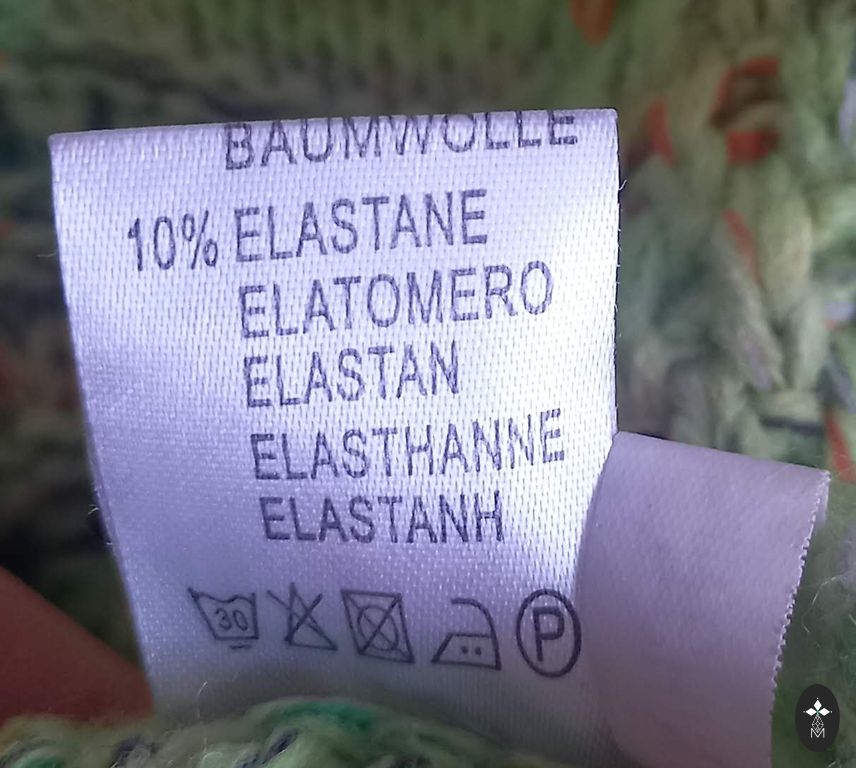 BAUMWOLLE
10% ELASTANE
ELATOMERO
ELASTAN
ELASTHANNE
ELASTANH
30
P
M